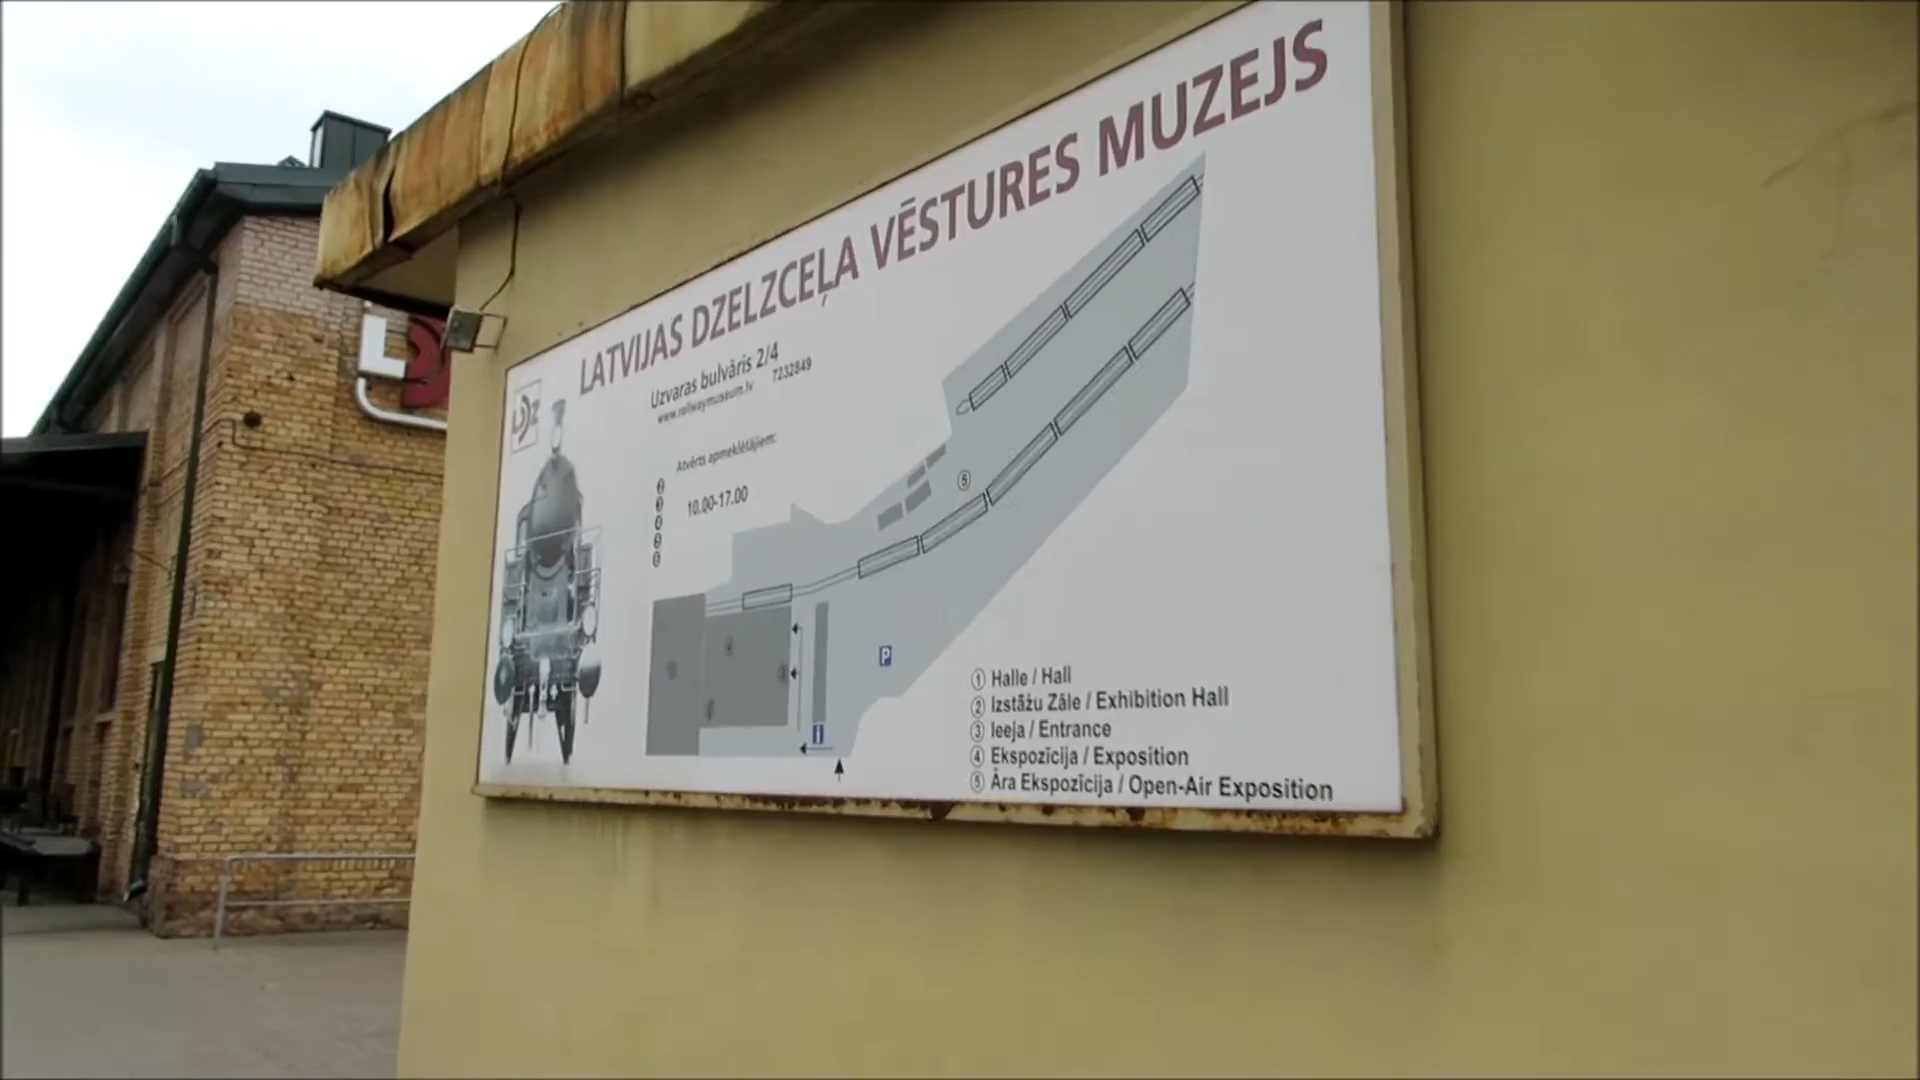 LATVIJAS DZELZCEĻA VĒSTURES MUZEJS
Uzvaras bulvāris 2/4
www.railwaymuseum.lv 7232849
LDZ
Atvērts apmeklētājiem:
10.00-17.00
5
P
i
1 Halle / Hall
2 Izstāžu Zāle / Exhibition Hall
3 Ieeja / Entrance
4 Ekspozīcija / Exposition
5 Āra Ekspozīcija / Open-Air Exposition